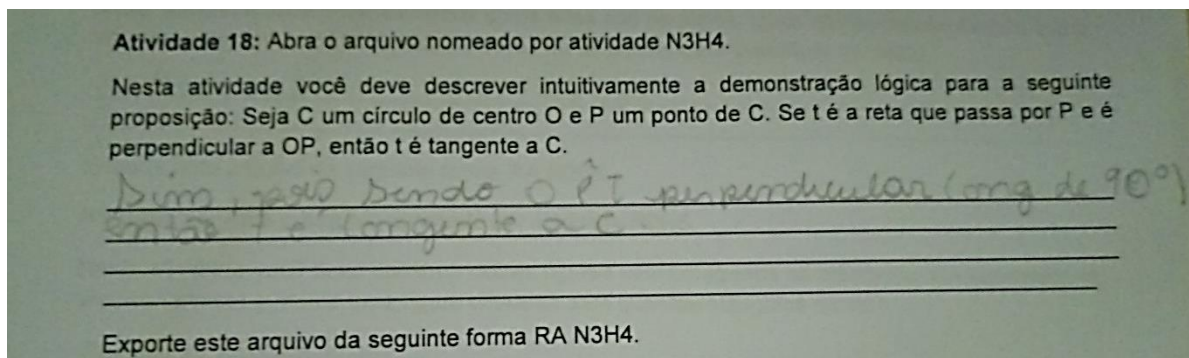 Atividade 18: Abra o arquivo nomeado por atividade N3H4.
Nesta atividade você deve descrever intuitivamente a demonstração lógica para a seguinte
proposição: Seja C um círculo de centro O e P um ponto de C. Se t é a reta que passa por P e é
perpendicular a OP, então t é tangente a C.
Sim, pois sendo O P̂ T perpendicular (ang de 90°)
então t é tangente a C.
Exporte este arquivo da seguinte forma RA N3H4.